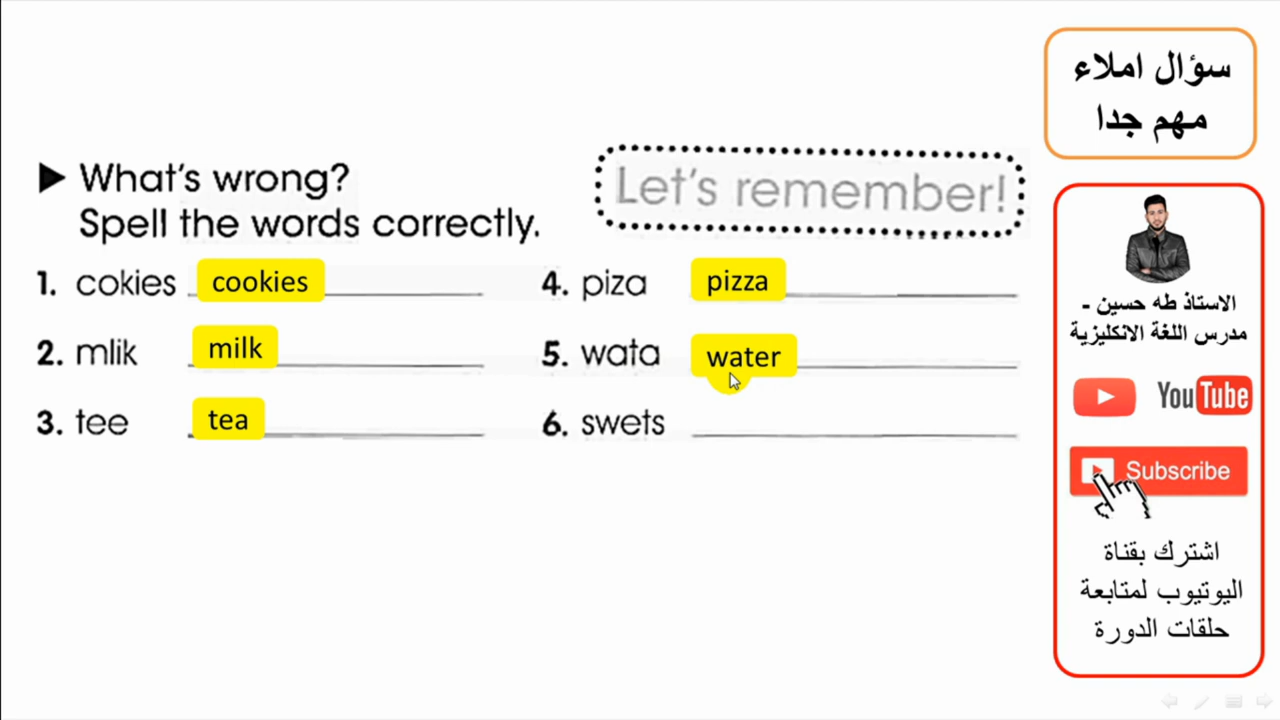 سؤال املاء
مهم جدا
What's wrong?
Spell the words correctly.
Let's remember!
1. cokies cookies
2. mlik milk
3. tee tea
4. piza pizza
5. wata water
6. swets
الاستاذ طه حسين -
مدرس اللغة الانكليزية
YouTube
Subscribe
اشترك بقناة
اليوتيوب لمتابعة
حلقات الدورة